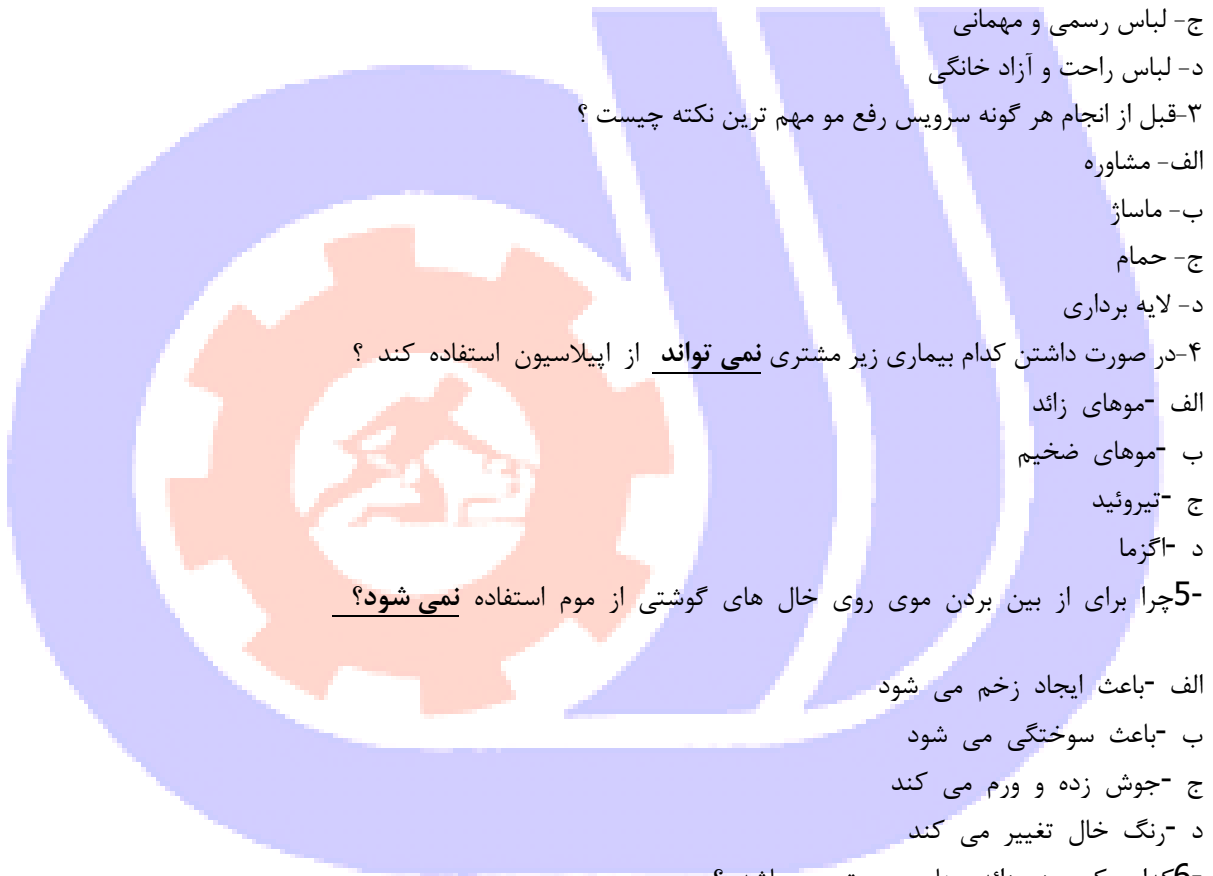 ج- لباس رسمی و مهمانی
د- لباس راحت و آزاد خانگی
۳-قبل از انجام هر گونه سرویس رفع مو مهم ترین نکته چیست ؟
الف- مشاوره
ب- ماساژ
ج- حمام
د- لایه برداری
۴-در صورت داشتن کدام بیماری زیر مشتری نمی تواند از اپیلاسیون استفاده کند ؟
الف -موهای زائد
ب -موهای ضخیم
ج -تیروئید
د -اگزما
5-چرا برای از بین بردن موی روی خال های گوشتی از موم استفاده نمی شود؟
الف -باعث ایجاد زخم می شود
ب -باعث سوختگی می شود
ج -جوش زده و ورم می کند
د -رنگ خال تغییر می کند